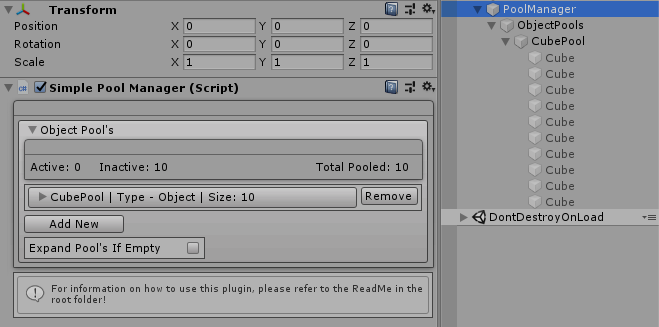 Transform
Position X 0 Y 0 Z 0
Rotation X 0 Y 0 Z 0
Scale X 1 Y 1 Z 1
Simple Pool Manager (Script)
Object Pool's
Active: 0 Inactive: 10 Total Pooled: 10
CubePool | Type - Object | Size: 10 Remove
Add New
Expand Pool's If Empty
For information on how to use this plugin, please refer to the ReadMe in the
root folder!
PoolManager
ObjectPools
CubePool
Cube
Cube
Cube
Cube
Cube
Cube
Cube
Cube
Cube
Cube
DontDestroyOnLoad